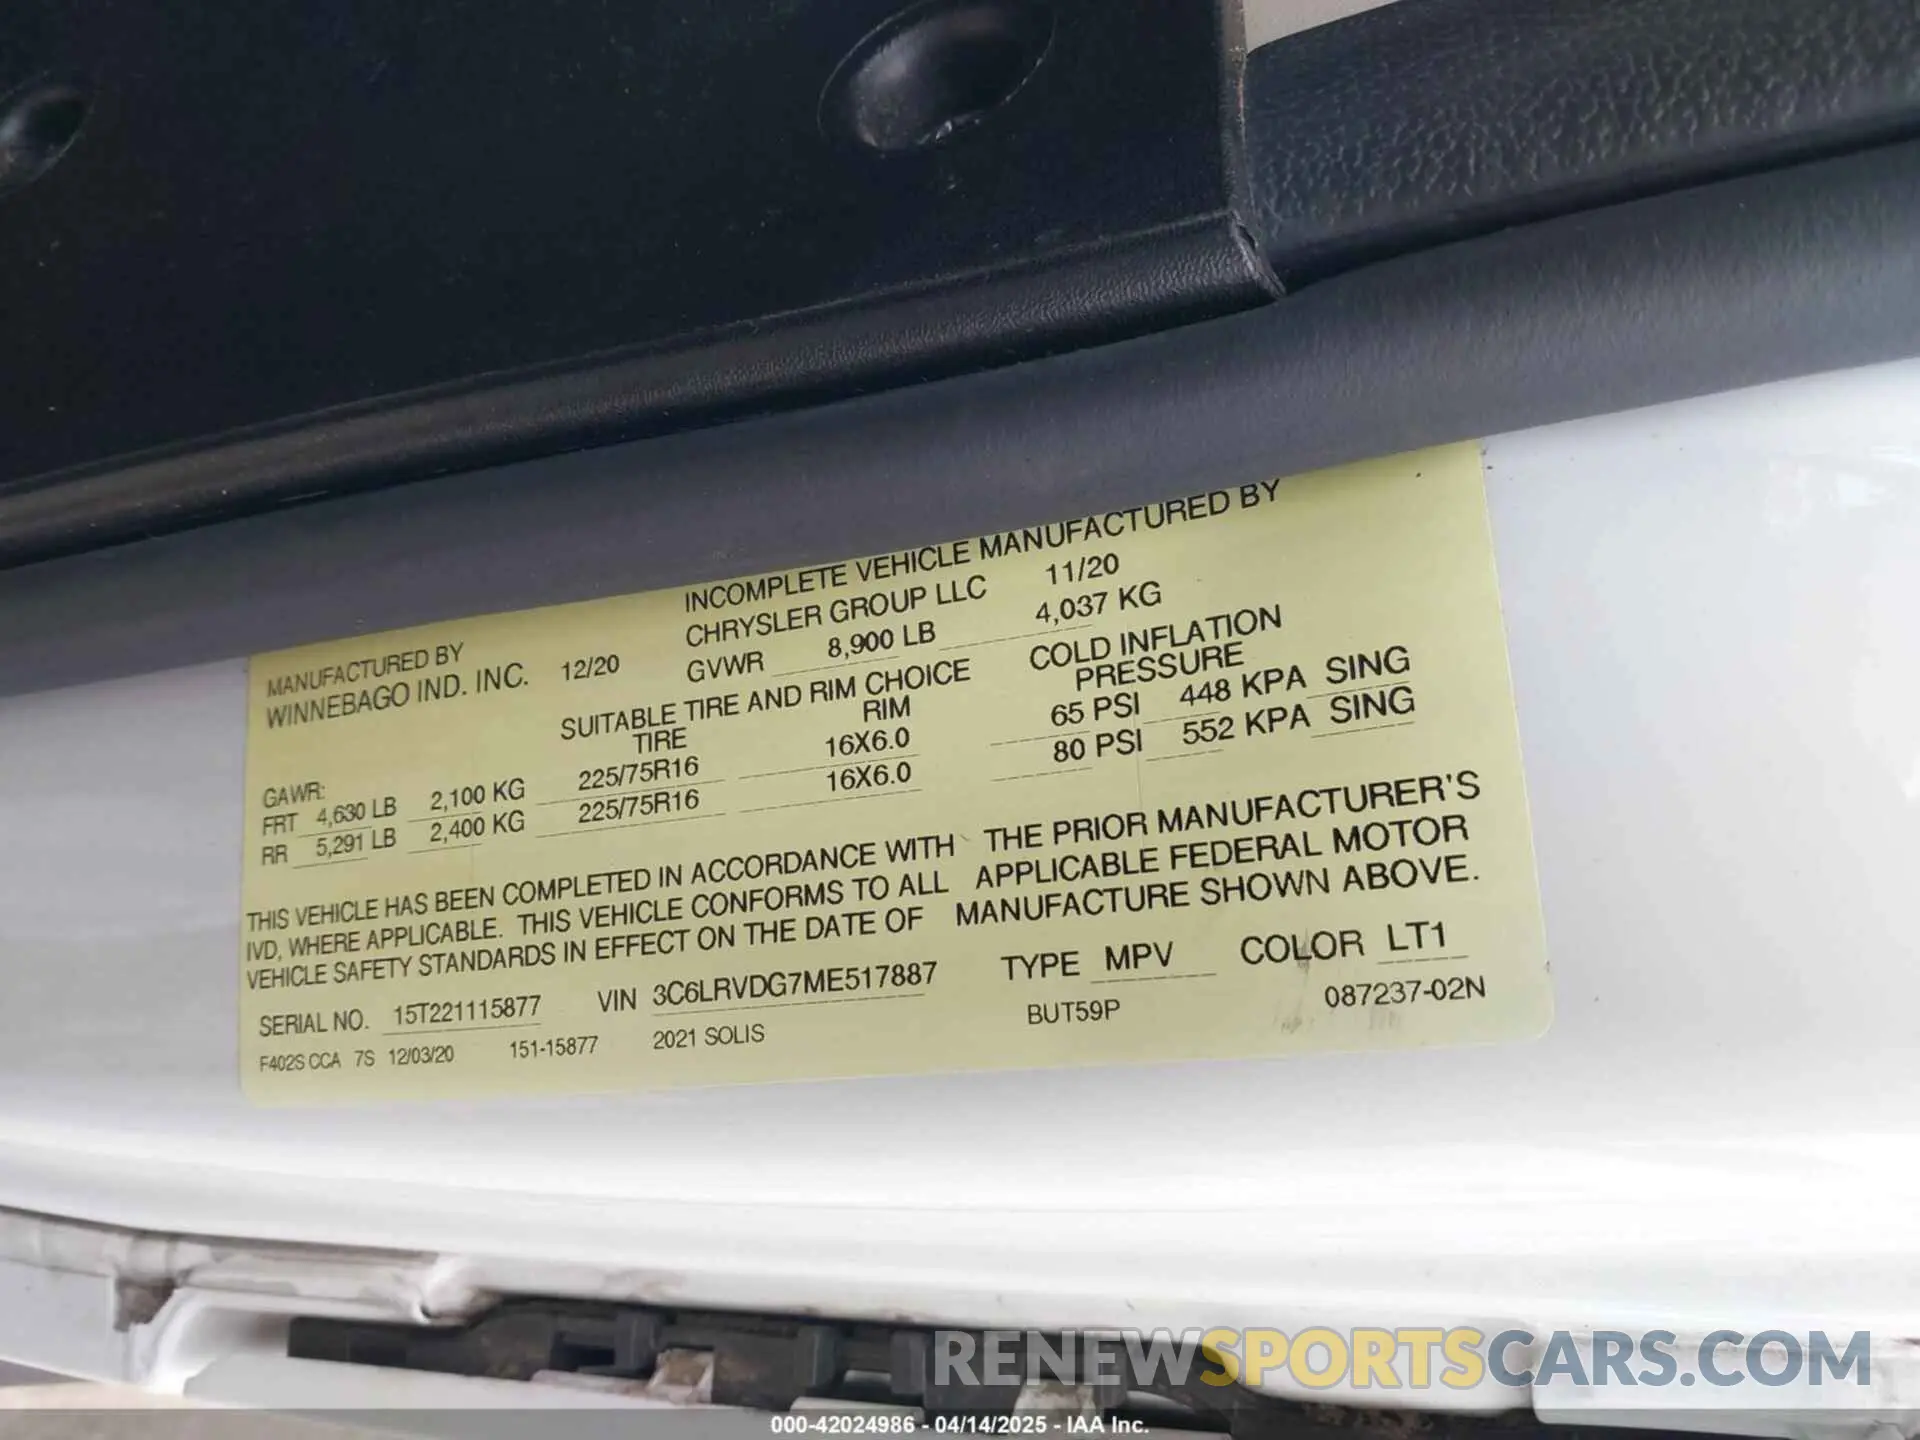 MANUFACTURED BY
WINNEBAGO IND. INC. 12/20
INCOMPLETE VEHICLE MANUFACTURED BY
CHRYSLER GROUP LLC 11/20
GVWR 8,900 LB 4,037 KG
SUITABLE TIRE AND RIM CHOICE
TIRE RIM
COLD INFLATION
PRESSURE
GAWR:
FRT 4,630 LB 2,100 KG 225/75R16 16X6.0 65 PSI 448 KPA SING
RR 5,291 LB 2,400 KG 225/75R16 16X6.0 80 PSI 552 KPA SING
THIS VEHICLE HAS BEEN COMPLETED IN ACCORDANCE WITH THE PRIOR MANUFACTURER'S
IVD, WHERE APPLICABLE. THIS VEHICLE CONFORMS TO ALL APPLICABLE FEDERAL MOTOR
VEHICLE SAFETY STANDARDS IN EFFECT ON THE DATE OF MANUFACTURE SHOWN ABOVE.
SERIAL NO. 15T221115877 VIN 3C6LRVDG7ME517887 TYPE MPV COLOR LT1
F402S CCA 7S 12/03/20 151-15877 2021 SOLIS BUT59P 087237-02N
RENEWSPORTSCARS.COM
000-42024986 - 04/14/2025 - IAA Inc.